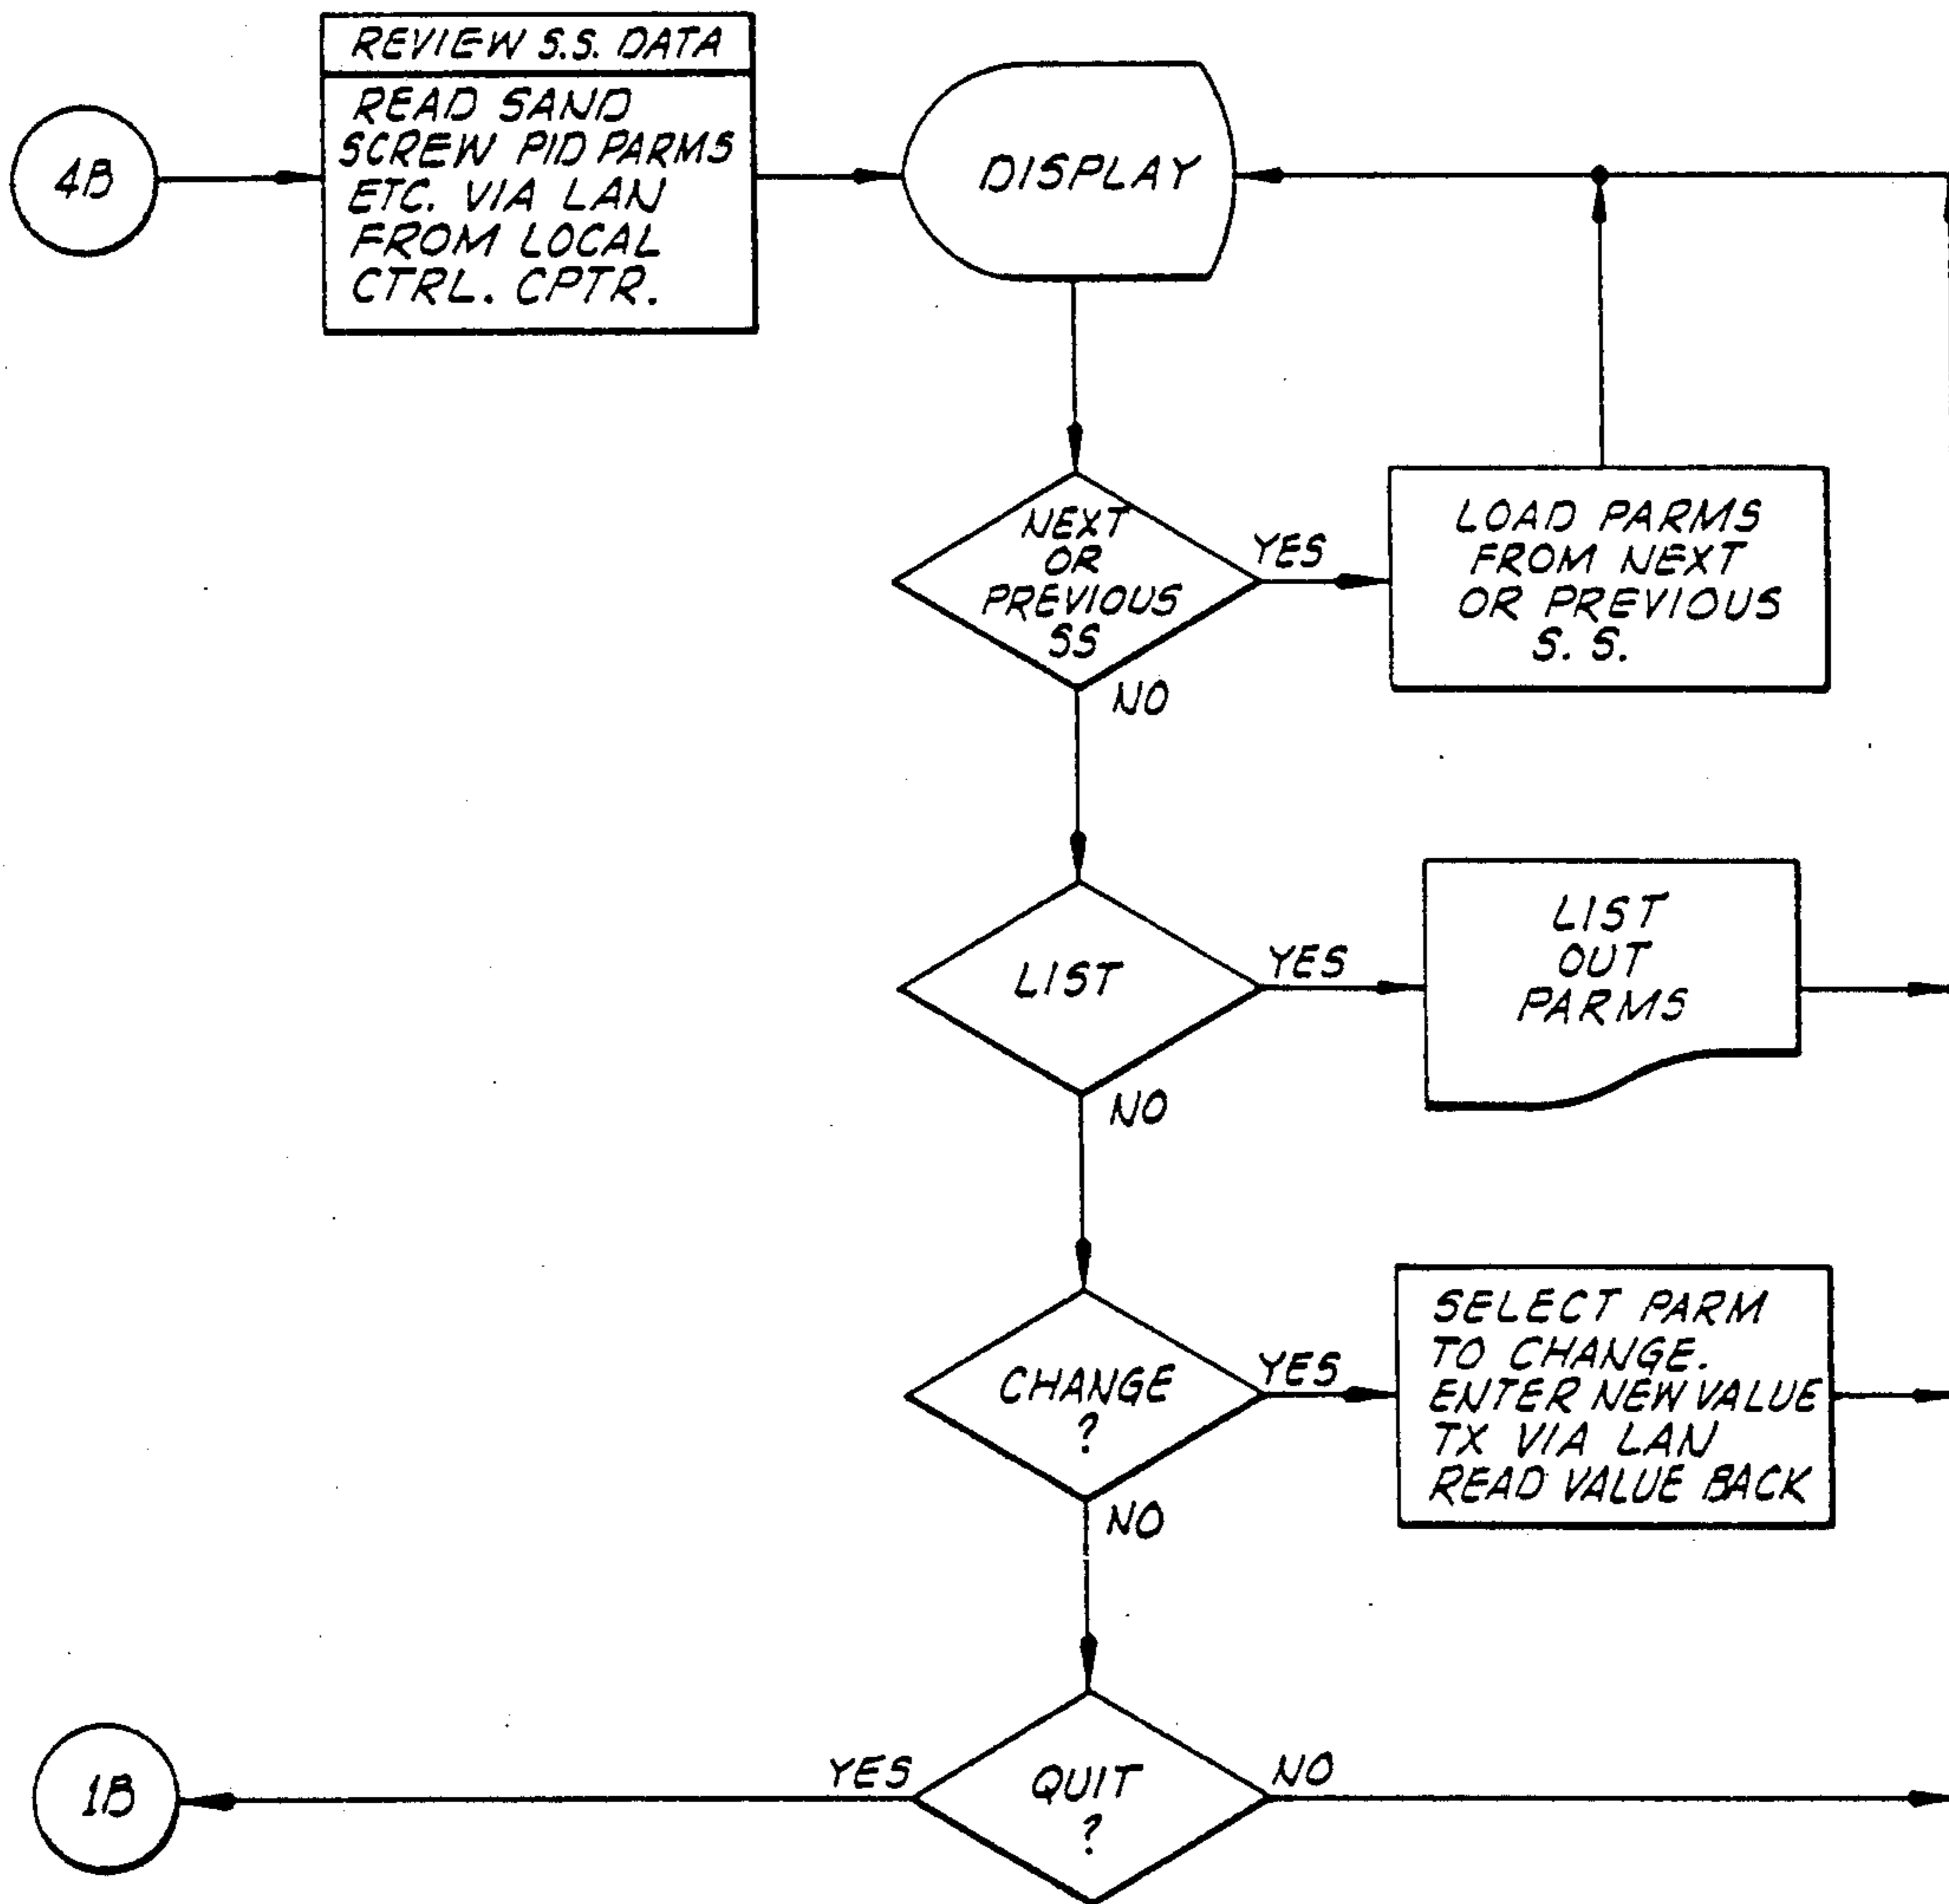 4B
REVIEW S.S. DATA
READ SAND
SCREW PID PARMS
ETC. VIA LAN
FROM LOCAL
CTRL. CPTR.
DISPLAY
NEXT
OR
PREVIOUS
SS
YES
NO
LOAD PARMS
FROM NEXT
OR PREVIOUS
S. S.
LIST
YES
NO
LIST
OUT
PARMS
CHANGE
?
YES
NO
SELECT PARM
TO CHANGE.
ENTER NEW VALUE
TX VIA LAN
READ VALUE BACK
1B
YES
QUIT
?
NO